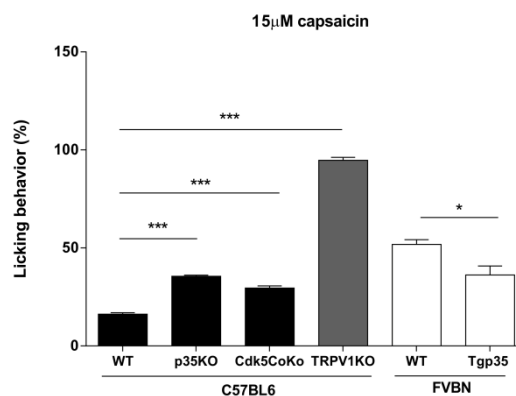 15μM capsaicin
Licking behavior (%)
150
100
50
0
***
***
***
*
WT p35KO Cdk5CoKo TRPV1KO WT Tgp35
C57BL6 FVBN